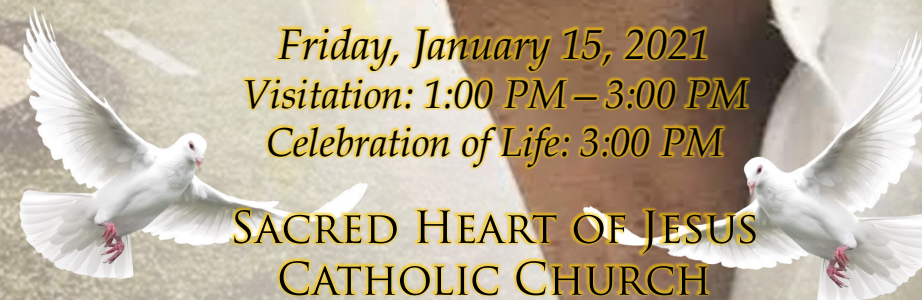 Friday, January 15, 2021
Visitation: 1:00 PM – 3:00 PM
Celebration of Life: 3:00 PM
Sacred Heart of Jesus
Catholic Church